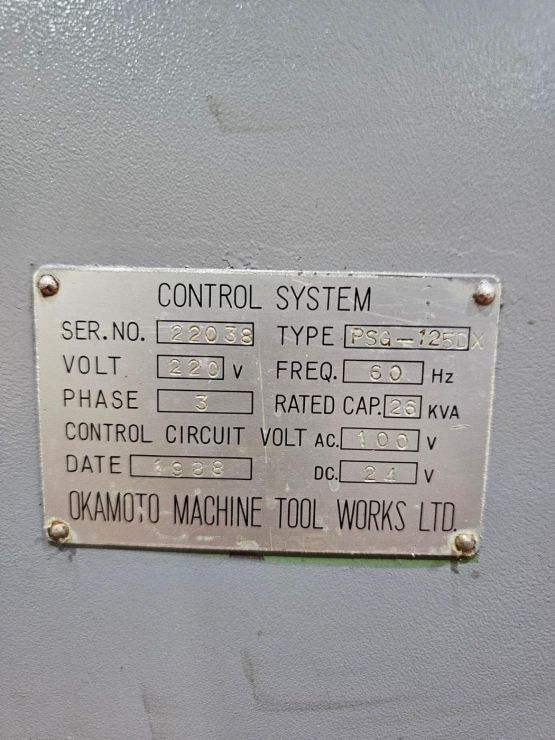 CONTROL SYSTEM
SER.NO. 22038 TYPE PSG-125DX
VOLT 220 V FREQ. 60 Hz
PHASE 3 RATED CAP. 26 KVA
CONTROL CIRCUIT VOLT AC. 100 V
DATE 1988 DC. 24 V
OKAMOTO MACHINE TOOL WORKS LTD.